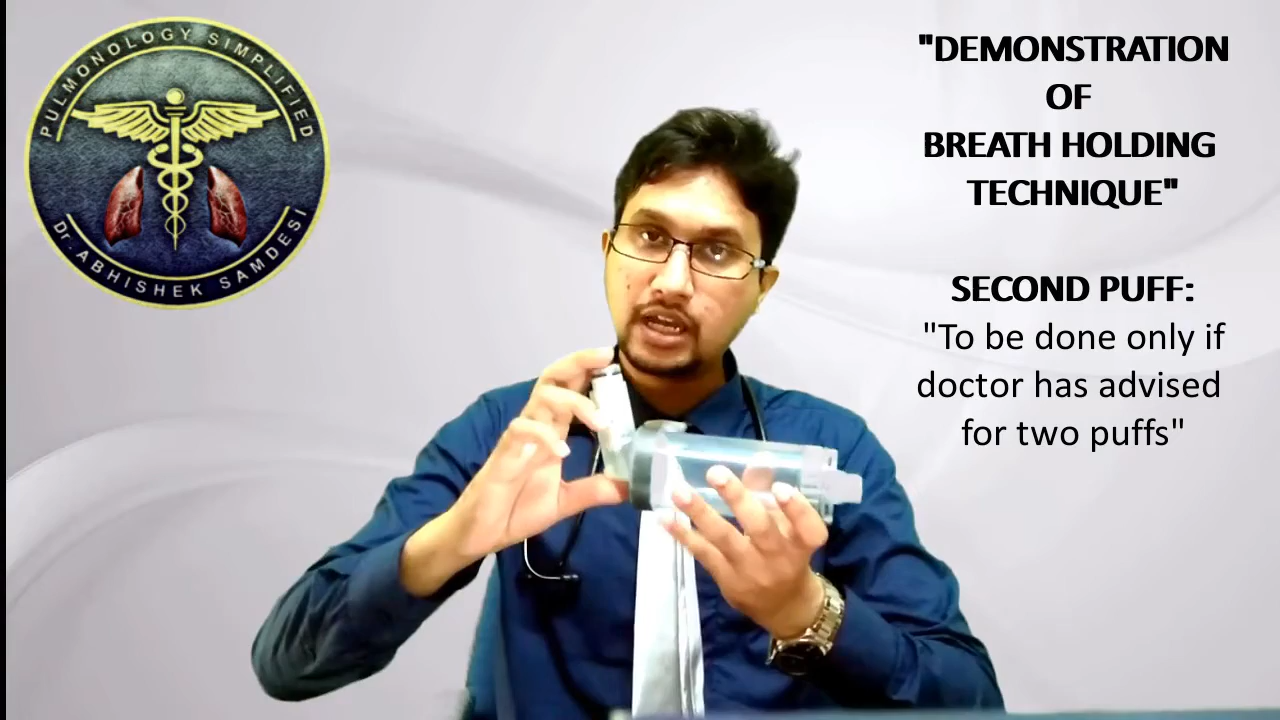 PULMONOLOGY SIMPLIFIED
Dr. ABHISHEK SAMDESI
"DEMONSTRATION
OF
BREATH HOLDING
TECHNIQUE"
SECOND PUFF:
"To be done only if
doctor has advised
for two puffs"